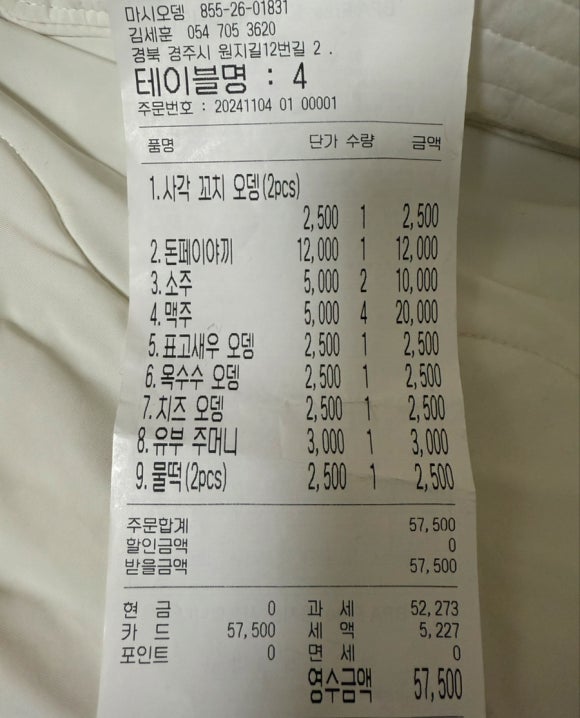 마시오뎅 855-26-01831
김세훈 054 705 3620
경북 경주시 원지길12번길 2 .
테이블명 : 4
주문번호 : 20241104 01 00001
품명 단가 수량 금액
1.사각 꼬치 오뎅(2pcs)
2,500 1 2,500
2.돈페이야끼 12,000 1 12,000
3.소주 5,000 2 10,000
4.맥주 5,000 4 20,000
5.표고새우 오뎅 2,500 1 2,500
6.옥수수 오뎅 2,500 1 2,500
7.치즈 오뎅 2,500 1 2,500
8.유부 주머니 3,000 1 3,000
9.물떡(2pcs) 2,500 1 2,500
주문합계 57,500
할인금액 0
받을금액 57,500
현 금 0 과 세 52,273
카 드 57,500 세 액 5,227
포인트 0 면 세 0
영수금액 57,500